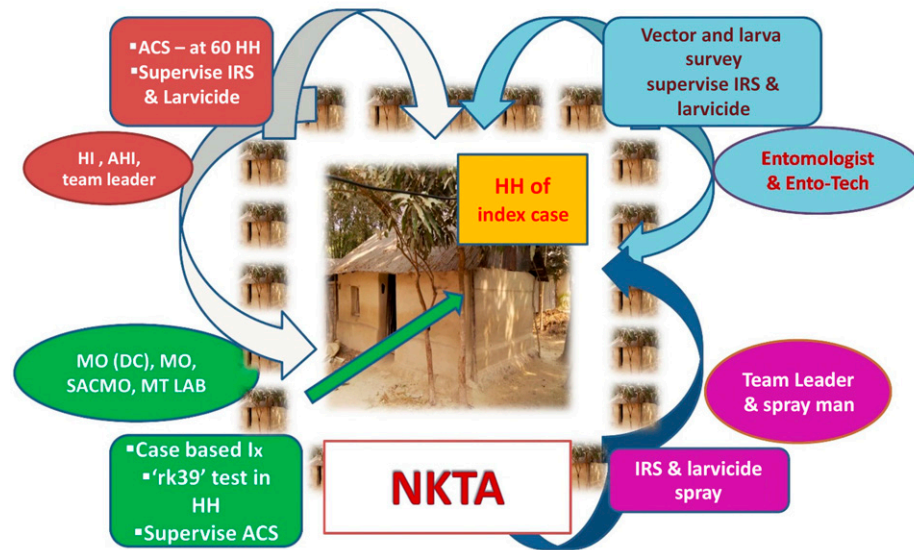 ▪ACS – at 60 HH
▪Supervise IRS
& Larvicide
Vector and larva
survey
supervise IRS &
larvicide
HI , AHI,
team leader
HH of
index case
Entomologist
& Ento-Tech
MO (DC), MO,
SACMO, MT LAB
Team Leader
& spray man
▪Case based Ix
▪'rk39' test in
HH
▪Supervise ACS
NKTA
IRS & larvicide
spray